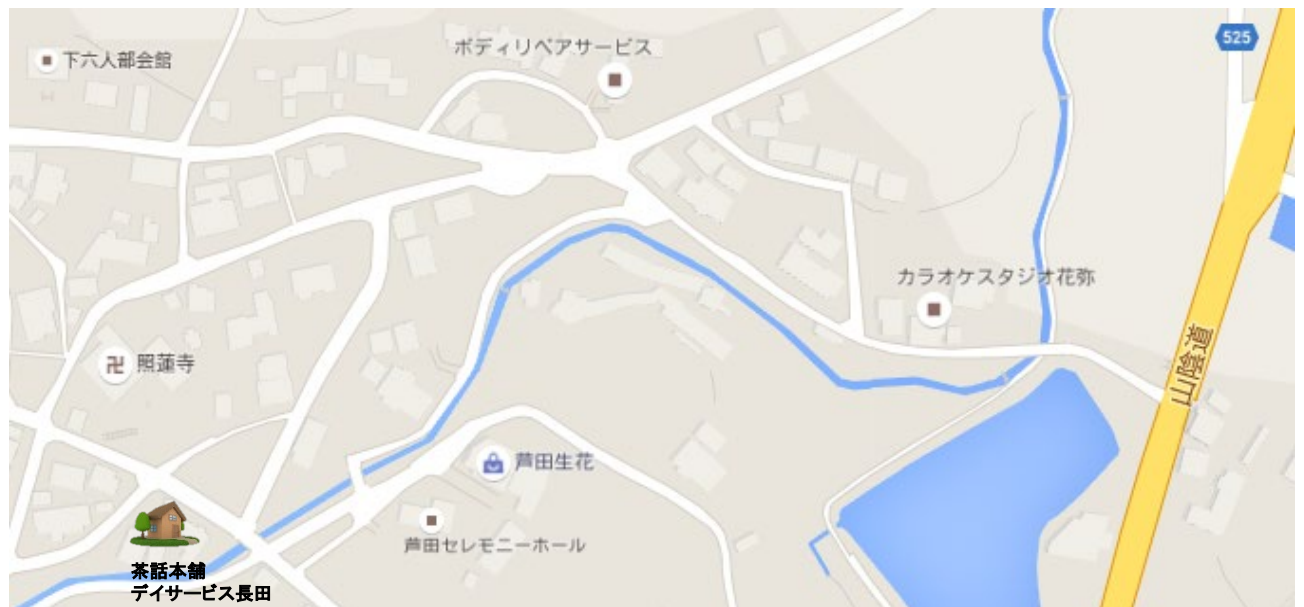 525
ボディリペアサービス
下六人部会館
カラオケスタジオ花弥
山陰道
照蓮寺
芦田生花
芦田セレモニーホール
茶話本舗
デイサービス長田